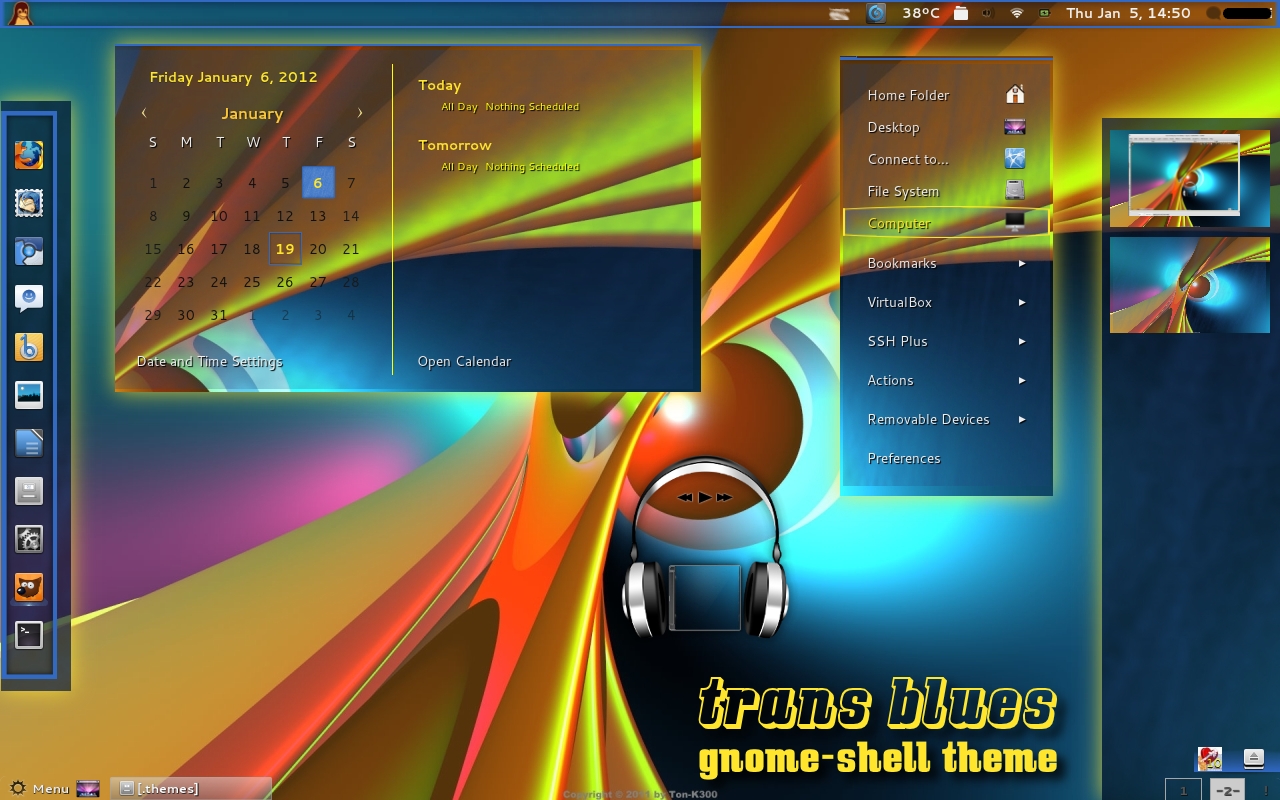 38°C Thu Jan 5, 14:50
Friday January 6, 2012
‹ January ›
S M T W T F S
1 2 3 4 5 6 7
8 9 10 11 12 13 14
15 16 17 18 19 20 21
22 23 24 25 26 27 28
29 30 31 1 2 3 4
Date and Time Settings
Today
All Day Nothing Scheduled
Tomorrow
All Day Nothing Scheduled
Open Calendar
Home Folder
Desktop
Connect to...
File System
Computer
Bookmarks
VirtualBox
SSH Plus
Actions
Removable Devices
Preferences
trans blues
gnome-shell theme
Menu [.themes]
Copyright © 2011 by Ton-K300
1 -2- !